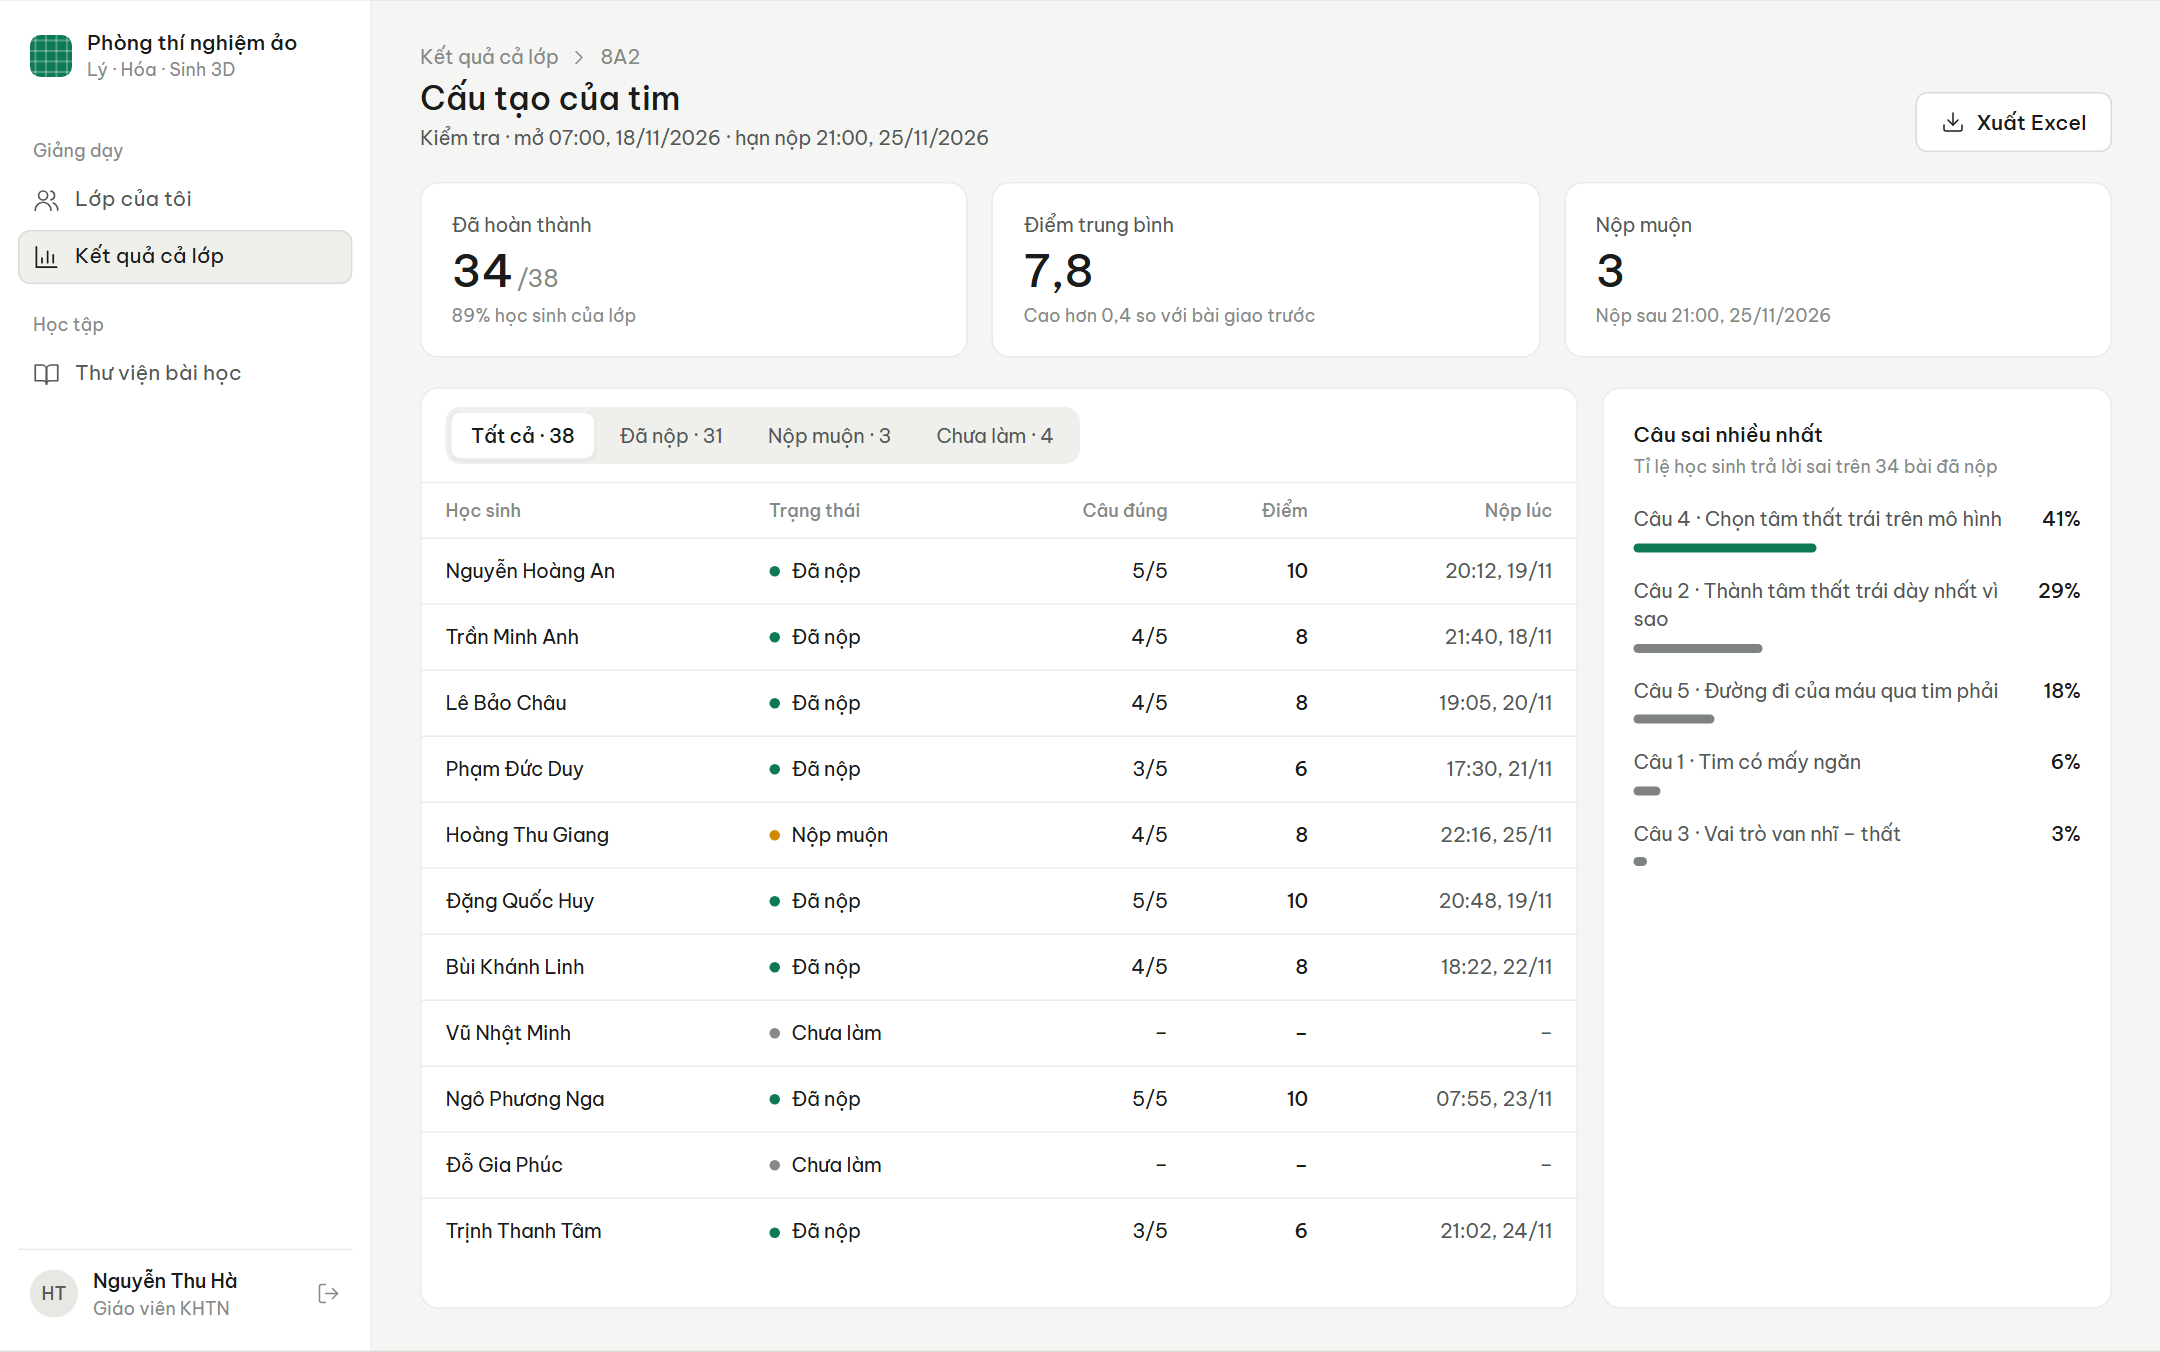 Phòng thí nghiệm ảo
Lý · Hóa · Sinh 3D
Giảng dạy
Lớp của tôi
Kết quả cả lớp
Học tập
Thư viện bài học
HT
Nguyễn Thu Hà
Giáo viên KHTN
Kết quả cả lớp > 8A2
Cấu tạo của tim
Kiểm tra · mở 07:00, 18/11/2026 · hạn nộp 21:00, 25/11/2026
Xuất Excel
Đã hoàn thành
34 /38
89% học sinh của lớp
Điểm trung bình
7,8
Cao hơn 0,4 so với bài giao trước
Nộp muộn
3
Nộp sau 21:00, 25/11/2026
Tất cả · 38 Đã nộp · 31 Nộp muộn · 3 Chưa làm · 4
Học sinh Trạng thái Câu đúng Điểm Nộp lúc
Nguyễn Hoàng An Đã nộp 5/5 10 20:12, 19/11
Trần Minh Anh Đã nộp 4/5 8 21:40, 18/11
Lê Bảo Châu Đã nộp 4/5 8 19:05, 20/11
Phạm Đức Duy Đã nộp 3/5 6 17:30, 21/11
Hoàng Thu Giang Nộp muộn 4/5 8 22:16, 25/11
Đặng Quốc Huy Đã nộp 5/5 10 20:48, 19/11
Bùi Khánh Linh Đã nộp 4/5 8 18:22, 22/11
Vũ Nhật Minh Chưa làm – – –
Ngô Phương Nga Đã nộp 5/5 10 07:55, 23/11
Đỗ Gia Phúc Chưa làm – – –
Trịnh Thanh Tâm Đã nộp 3/5 6 21:02, 24/11
Câu sai nhiều nhất
Tỉ lệ học sinh trả lời sai trên 34 bài đã nộp
Câu 4 · Chọn tâm thất trái trên mô hình 41%
Câu 2 · Thành tâm thất trái dày nhất vì 29%
sao
Câu 5 · Đường đi của máu qua tim phải 18%
Câu 1 · Tim có mấy ngăn 6%
Câu 3 · Vai trò van nhĩ – thất 3%